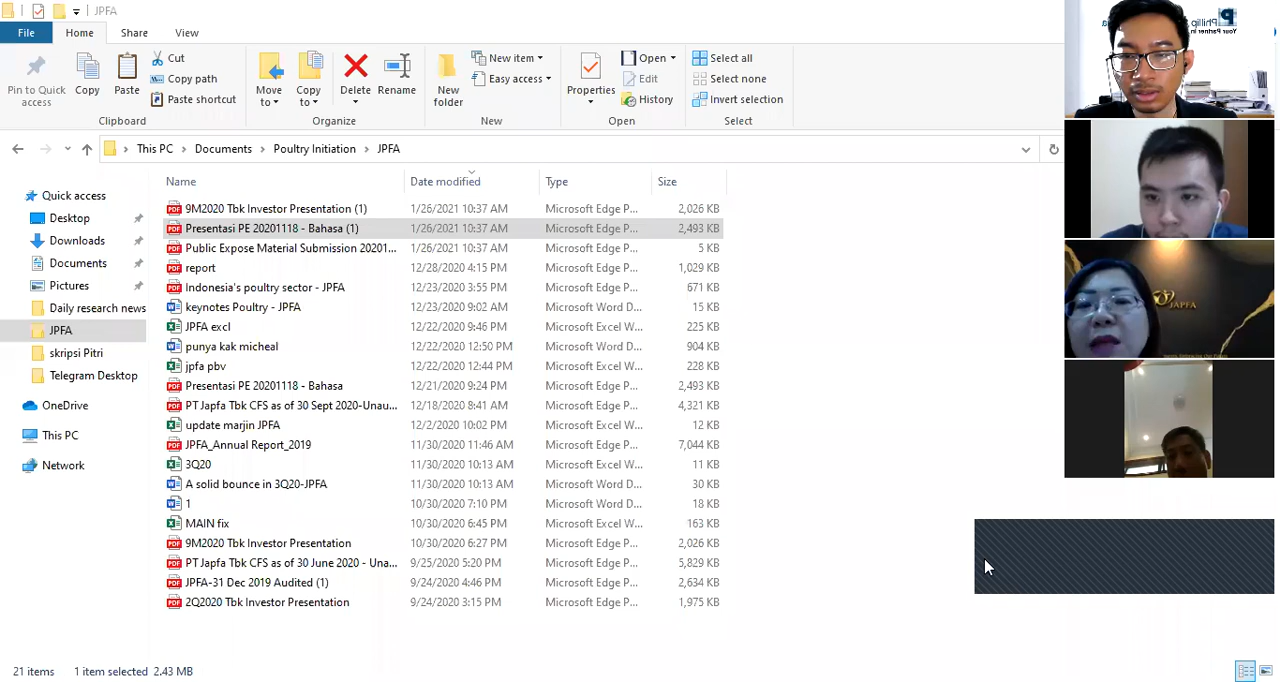 JPFA
File Home Share View
Pin to Quick access
Copy
Paste
Cut
Copy path
Paste shortcut
Clipboard
Move to
Copy to
Delete
Rename
Organize
New folder
New item
Easy access
New
Properties
Open
Edit
History
Open
Select all
Select none
Invert selection
Select
This PC > Documents > Poultry Initiation > JPFA
Quick access
Desktop
Downloads
Documents
Pictures
Daily research news
JPFA
skripsi Pitri
Telegram Desktop
OneDrive
This PC
Network
Name Date modified Type Size
9M2020 Tbk Investor Presentation (1) 1/26/2021 10:37 AM Microsoft Edge P... 2,026 KB
Presentasi PE 20201118 - Bahasa (1) 1/26/2021 10:37 AM Microsoft Edge P... 2,493 KB
Public Expose Material Submission 20201... 1/26/2021 10:37 AM Microsoft Edge P... 5 KB
report 12/28/2020 4:15 PM Microsoft Edge P... 1,029 KB
Indonesia's poultry sector - JPFA 12/23/2020 3:55 PM Microsoft Edge P... 671 KB
keynotes Poultry - JPFA 12/23/2020 9:02 AM Microsoft Word D... 15 KB
JPFA excl 12/22/2020 9:46 PM Microsoft Excel W... 225 KB
punya kak micheal 12/22/2020 12:50 PM Microsoft Word D... 904 KB
jpfa pbv 12/22/2020 12:44 PM Microsoft Excel W... 228 KB
Presentasi PE 20201118 - Bahasa 12/21/2020 9:24 PM Microsoft Edge P... 2,493 KB
PT Japfa Tbk CFS as of 30 Sept 2020-Unau... 12/18/2020 8:41 AM Microsoft Edge P... 4,321 KB
update marjin JPFA 12/2/2020 10:02 PM Microsoft Excel W... 12 KB
JPFA_Annual Report_2019 11/30/2020 11:46 AM Microsoft Edge P... 7,044 KB
3Q20 11/30/2020 10:13 AM Microsoft Excel W... 11 KB
A solid bounce in 3Q20-JPFA 11/30/2020 10:13 AM Microsoft Word D... 30 KB
1 10/30/2020 7:10 PM Microsoft Word D... 18 KB
MAIN fix 10/30/2020 6:45 PM Microsoft Excel W... 163 KB
9M2020 Tbk Investor Presentation 10/30/2020 6:27 PM Microsoft Edge P... 2,026 KB
PT Japfa Tbk CFS as of 30 June 2020 - Una... 9/25/2020 5:20 PM Microsoft Edge P... 5,829 KB
JPFA-31 Dec 2019 Audited (1) 9/24/2020 4:46 PM Microsoft Edge P... 2,634 KB
2Q2020 Tbk Investor Presentation 9/24/2020 3:15 PM Microsoft Edge P... 1,975 KB
21 items 1 item selected 2.43 MB
Phillip
Your Partner In
JAPFA